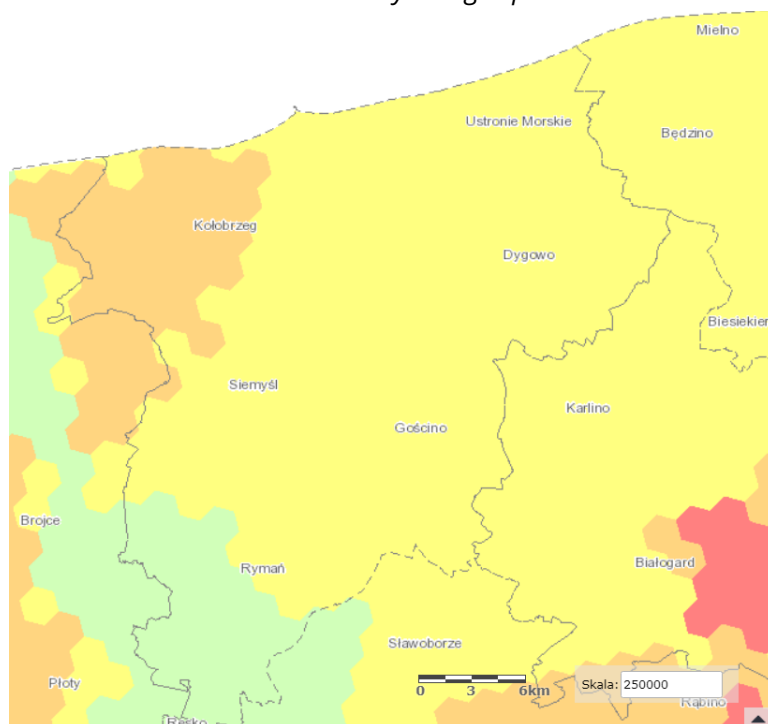 Mielno
Ustronie Morskie
Będzino
Kołobrzeg
Dygowo
Biesiekier
Siemyśl
Karlino
Gościno
Brojce
Rymań
Białogard
Sławoborze
Płoty
0 3 6km
Skala: 250000
Rąbino
Resko